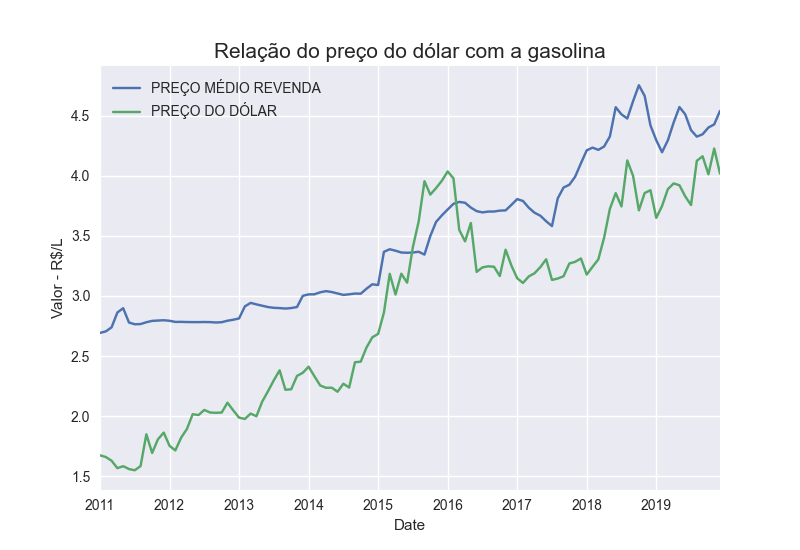 Relação do preço do dólar com a gasolina
PREÇO MÉDIO REVENDA
PREÇO DO DÓLAR
Valor - R$/L
4.5
4.0
3.5
3.0
2.5
2.0
1.5
2011 2012 2013 2014 2015 2016 2017 2018 2019
Date